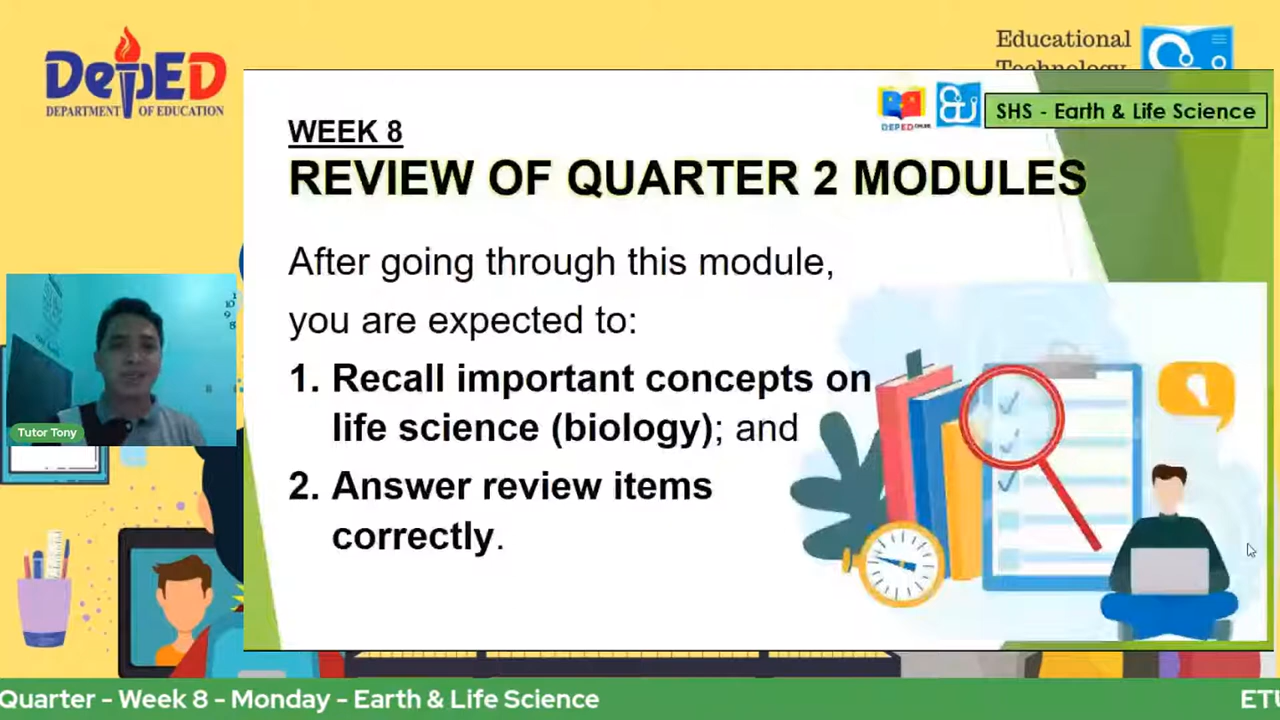 DepED
DEPARTMENT OF EDUCATION
Educational
Technology
DEPED
SHS - Earth & Life Science
WEEK 8
REVIEW OF QUARTER 2 MODULES
After going through this module,
you are expected to:
1. Recall important concepts on
life science (biology); and
2. Answer review items
correctly.
Tutor Tony
Quarter - Week 8 - Monday - Earth & Life Science